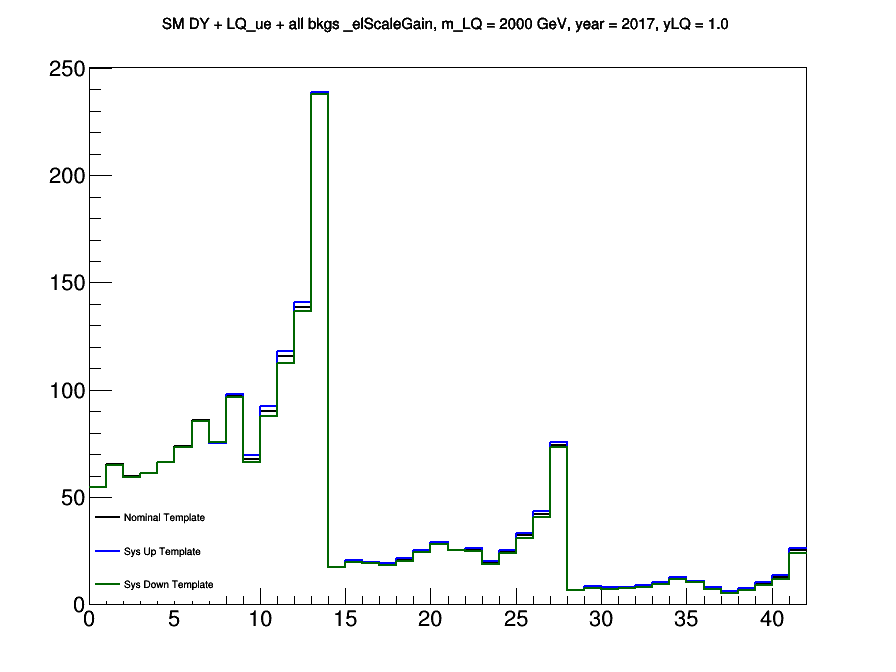 SM DY + LQ_ue + all bkgs _elScaleGain, m_LQ = 2000 GeV, year = 2017, yLQ = 1.0
250
200
150
100
50
0
Nominal Template
Sys Up Template
Sys Down Template
0 5 10 15 20 25 30 35 40